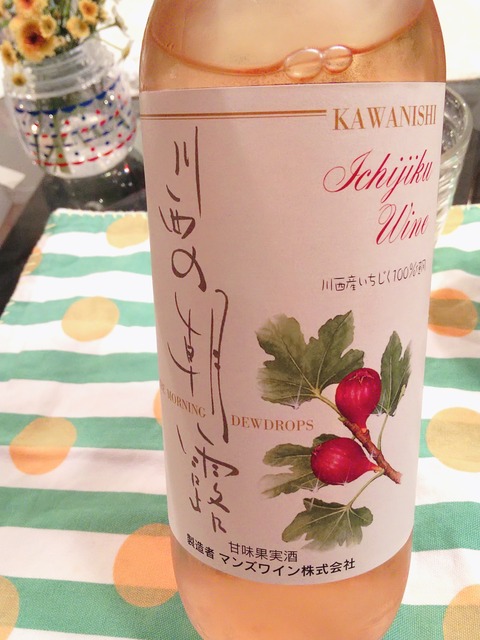 KAWANISHI
Ichijiku
Wine
川西産いちじく100%使用
川西の朝露
MORNING DEWDROPS
甘味果実酒
製造者 マンズワイン株式会社